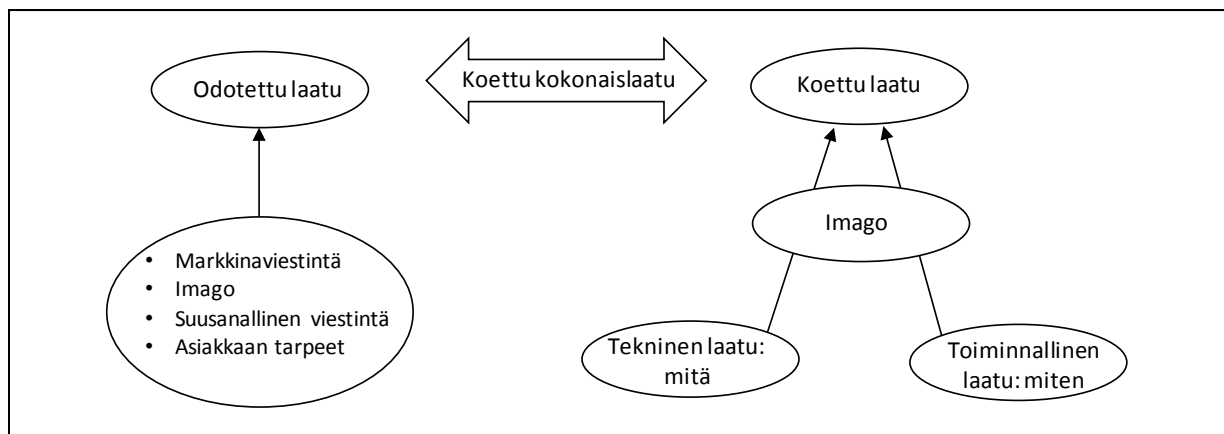 Odotettu laatu
Koettu kokonaislaatu
Koettu laatu
Imago
• Markkinaviestintä
• Imago
• Suusanallinen viestintä
• Asiakkaan tarpeet
Tekninen laatu:
mitä
Toiminnallinen
laatu: miten